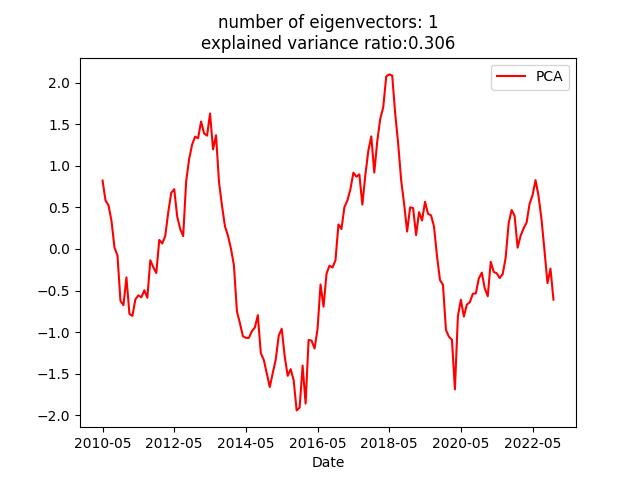 number of eigenvectors: 1
explained variance ratio:0.306
PCA
2.0
1.5
1.0
0.5
0.0
−0.5
−1.0
−1.5
−2.0
2010-05 2012-05 2014-05 2016-05 2018-05 2020-05 2022-05
Date